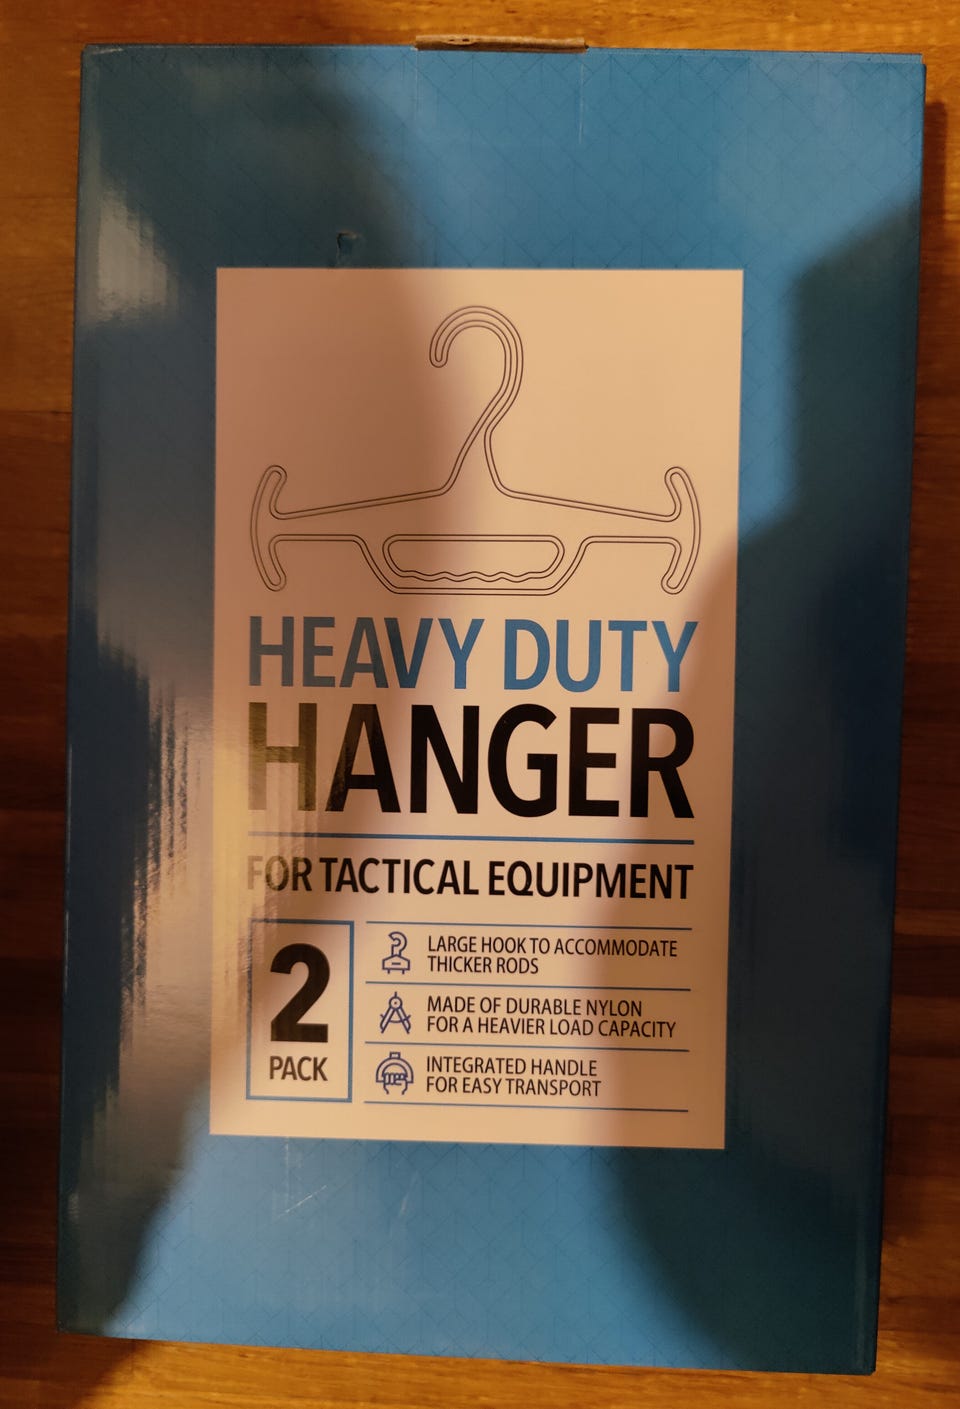 HEAVY DUTY
HANGER
FOR TACTICAL EQUIPMENT
2
PACK
LARGE HOOK TO ACCOMMODATE
THICKER RODS
MADE OF DURABLE NYLON
FOR A HEAVIER LOAD CAPACITY
INTEGRATED HANDLE
FOR EASY TRANSPORT